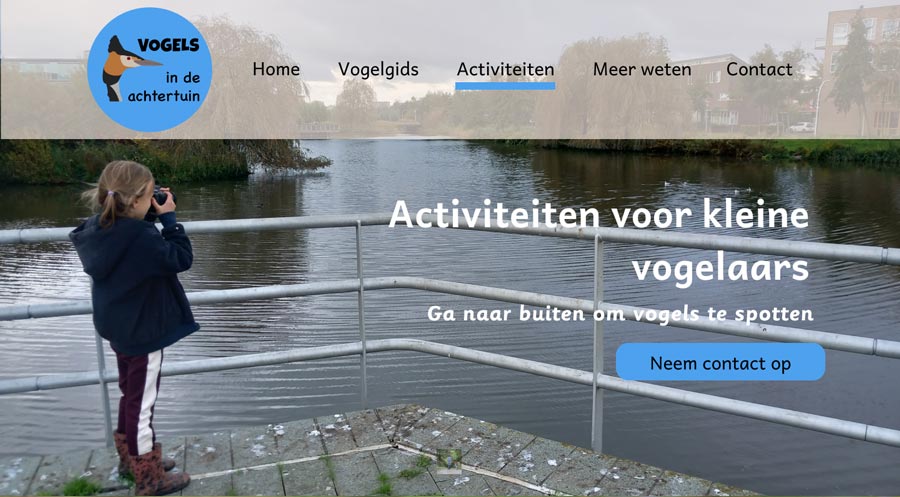 VOGELS
in de
achtertuin
Home Vogelgids Activiteiten Meer weten Contact
Activiteiten voor kleine
vogelaars
Ga naar buiten om vogels te spotten
Neem contact op